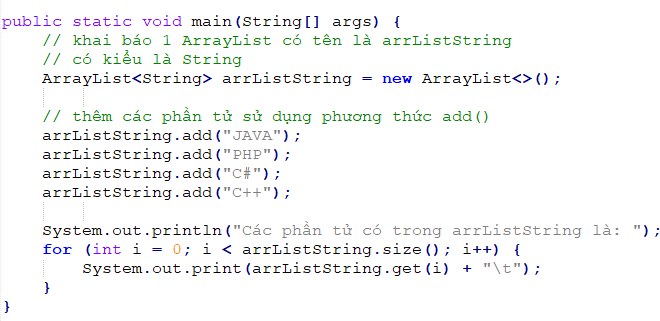 public static void main(String[] args) {
    // khai báo 1 ArrayList có tên là arrListString
    // có kiểu là String
    ArrayList<String> arrListString = new ArrayList<>();
    // thêm các phần tử sử dụng phương thức add()
    arrListString.add("JAVA");
    arrListString.add("PHP");
    arrListString.add("C#");
    arrListString.add("C++");
    System.out.println("Các phần tử có trong arrListString là: ");
    for (int i = 0; i < arrListString.size(); i++) {
        System.out.print(arrListString.get(i) + "\t");
    }
}